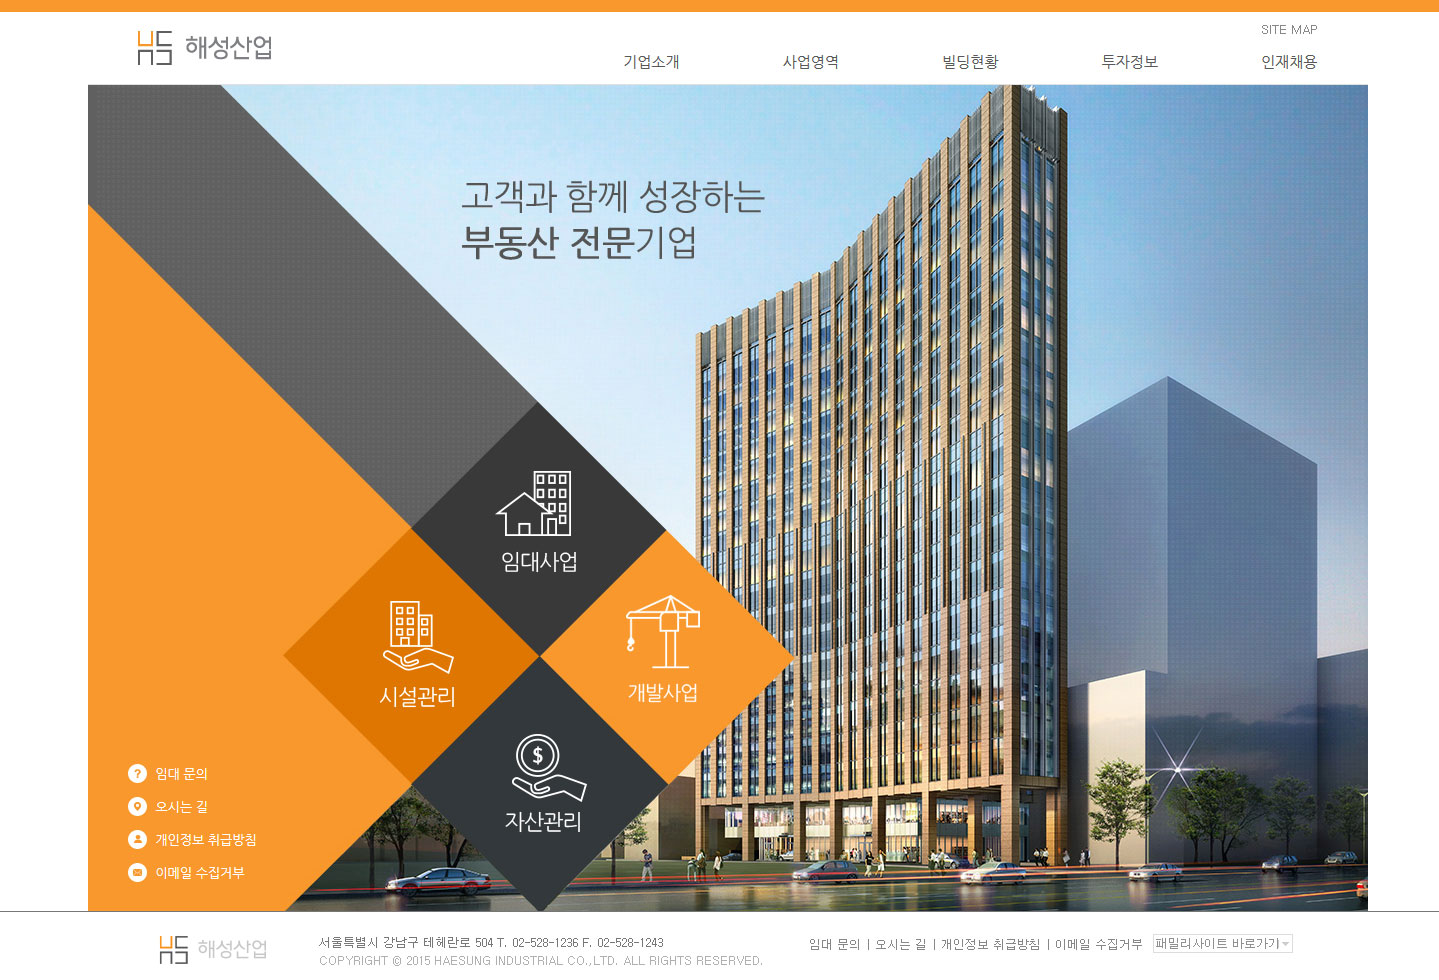 해성산업
SITE MAP
기업소개 사업영역 빌딩현황 투자정보 인재채용
고객과 함께 성장하는
부동산 전문기업
임대사업
시설관리
개발사업
$
자산관리
? 임대 문의
오시는 길
개인정보 취급방침
이메일 수집거부
해성산업
서울특별시 강남구 테헤란로 504 T. 02-528-1236 F. 02-528-1243
COPYRIGHT © 2015 HAESUNG INDUSTRIAL CO.,LTD. ALL RIGHTS RESERVED.
임대 문의 | 오시는 길 | 개인정보 취급방침 | 이메일 수집거부
패밀리사이트 바로가기